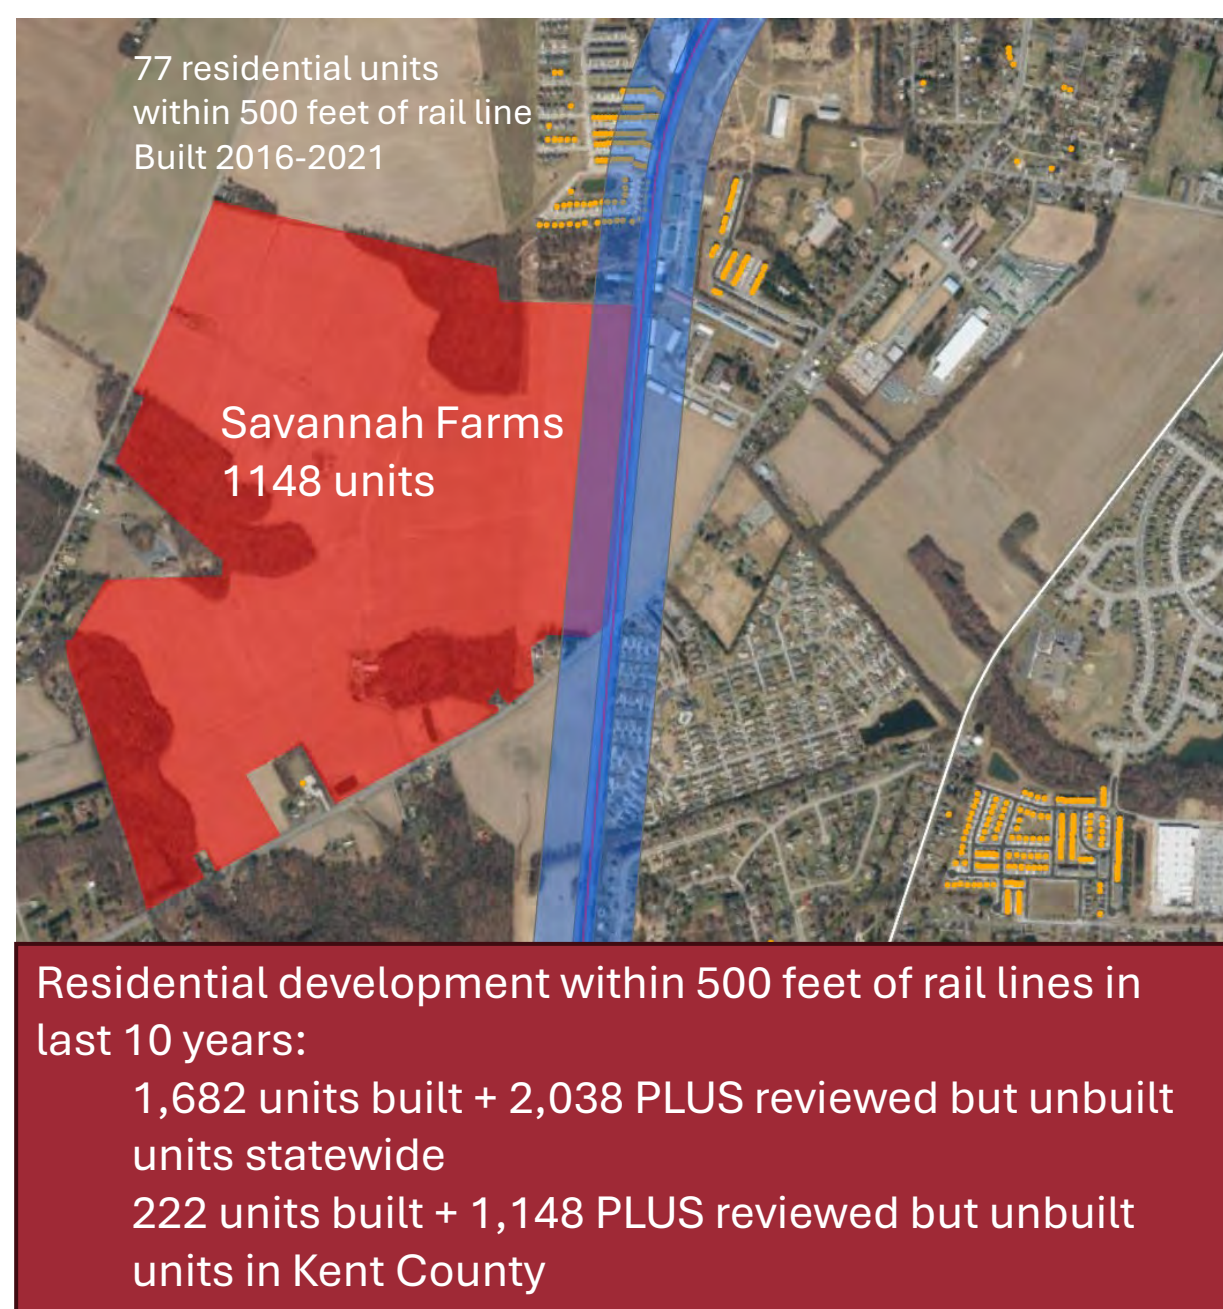 77 residential units
within 500 feet of rail line
Built 2016-2021
Savannah Farms
1148 units
Residential development within 500 feet of rail lines in
last 10 years:
1,682 units built + 2,038 PLUS reviewed but unbuilt
units statewide
222 units built + 1,148 PLUS reviewed but unbuilt
units in Kent County